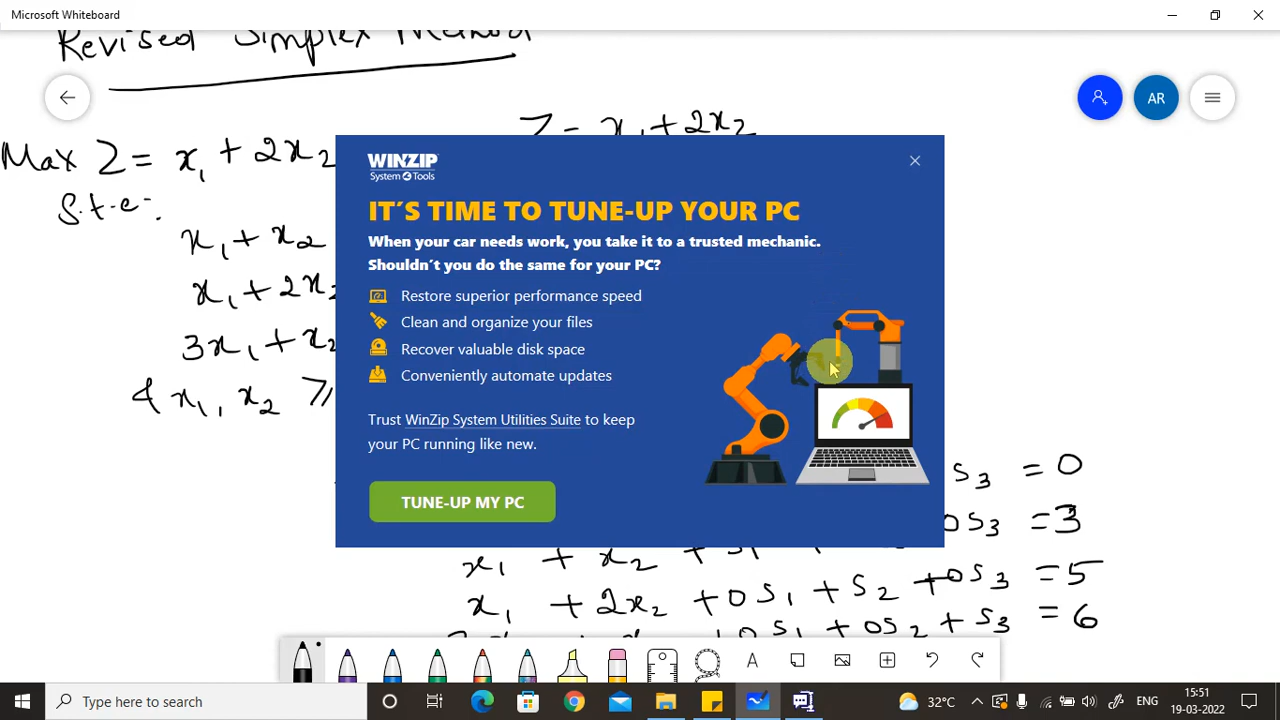 Microsoft Whiteboard
Revised Simplex Method
Z = x₁ + 2x₂
Max Z = x₁ + 2x₂
S.t.c-:
x₁ + x₂
x₁ + 2x₂
3x₁ + x₂
& x₁, x₂ ⩾
AR
WINZIP
System Tools
IT´S TIME TO TUNE-UP YOUR PC
When your car needs work, you take it to a trusted mechanic.
Shouldn´t you do the same for your PC?
Restore superior performance speed
Clean and organize your files
Recover valuable disk space
Conveniently automate updates
Trust WinZip System Utilities Suite to keep
your PC running like new.
TUNE-UP MY PC
S₃ = 0
0S₃ = 3
x₁ + x₂ + S₁
x₁ + 2x₂ + 0S₁ + S₂ + 0S₃ = 5
+ 0S₁ + 0S₂ + S₃ = 6
A
Type here to search
32°C
ENG
15:51
19-03-2022